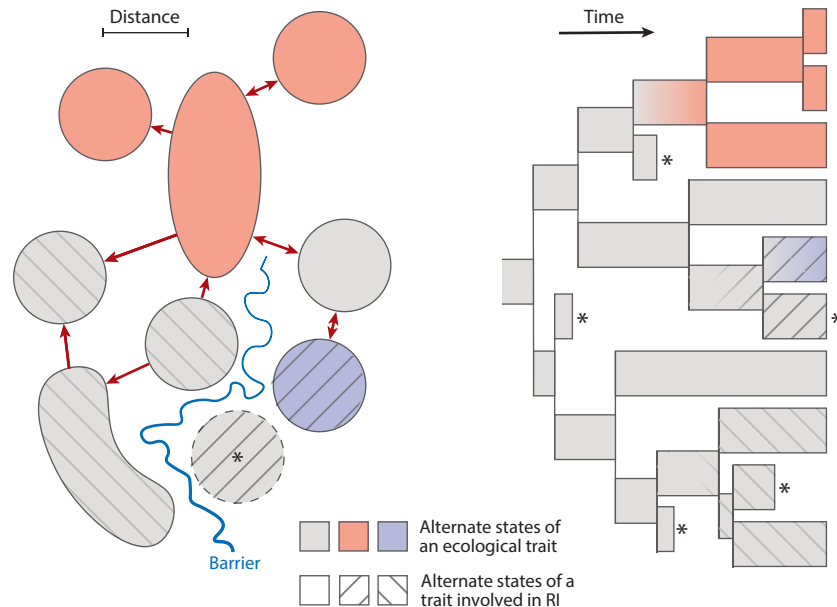 Distance
Time
*
*
*
*
*
*
Barrier
Alternate states of
an ecological trait
Alternate states of a
trait involved in RI